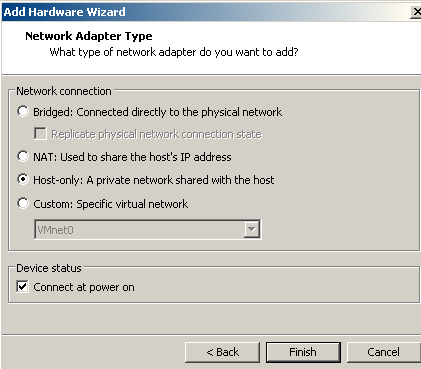 Add Hardware Wizard
Network Adapter Type
What type of network adapter do you want to add?
Network connection
Bridged: Connected directly to the physical network
Replicate physical network connection state
NAT: Used to share the host's IP address
Host-only: A private network shared with the host
Custom: Specific virtual network
VMnet0
Device status
Connect at power on
< Back Finish Cancel